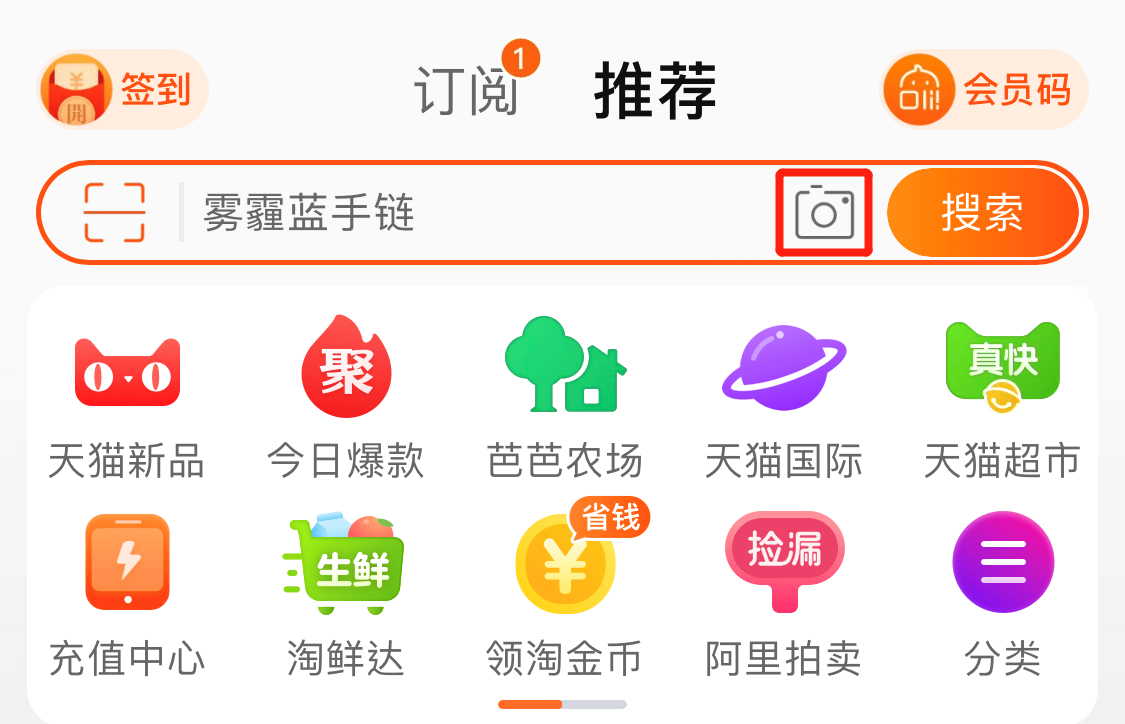 開
签到
订阅
1
推荐
会员码
雾霾蓝手链
搜索
聚
真快
天猫新品
今日爆款
芭芭农场
天猫国际
天猫超市
生鲜
¥
省钱
捡漏
充值中心
淘鲜达
领淘金币
阿里拍卖
分类